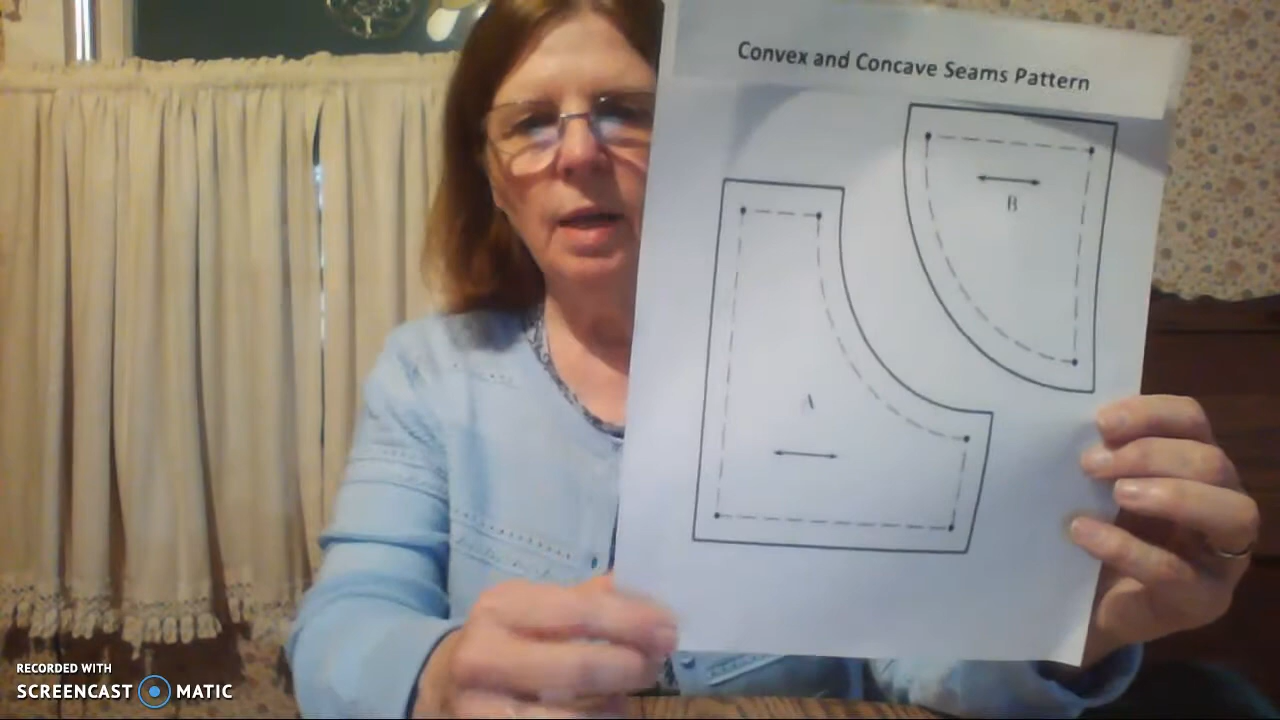 Convex and Concave Seams Pattern
B
A
RECORDED WITH
SCREENCAST MATIC